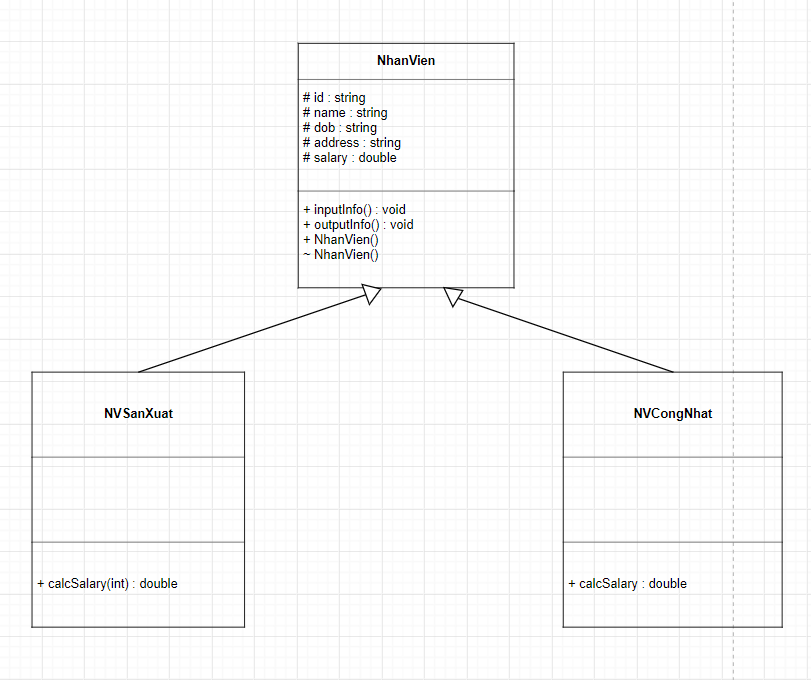 NhanVien
# id : string
# name : string
# dob : string
# address : string
# salary : double
+ inputInfo() : void
+ outputInfo() : void
+ NhanVien()
~ NhanVien()
NVSanXuat
+ calcSalary(int) : double
NVCongNhat
+ calcSalary : double